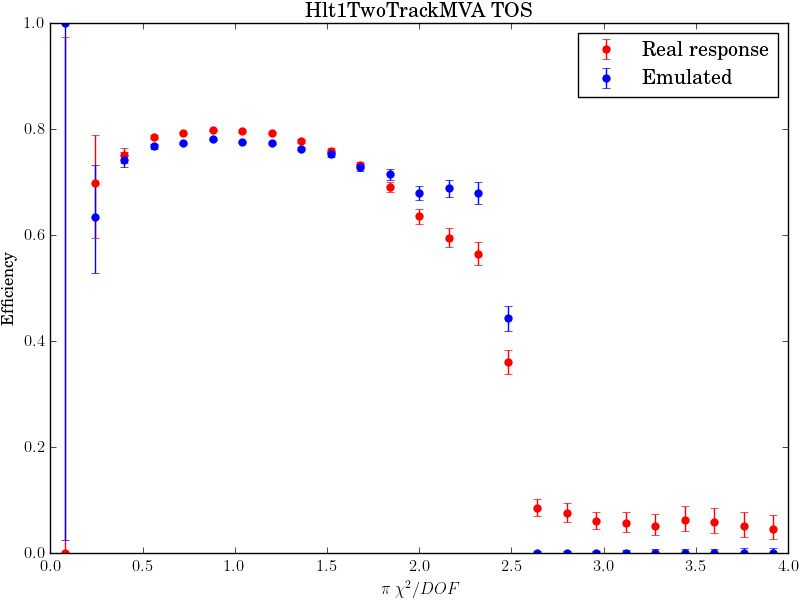 Hlt1TwoTrackMVA TOS
Real response
Emulated
Efficiency
1.0
0.8
0.6
0.4
0.2
0.0
0.0 0.5 1.0 1.5 2.0 2.5 3.0 3.5 4.0
π χ²/DOF